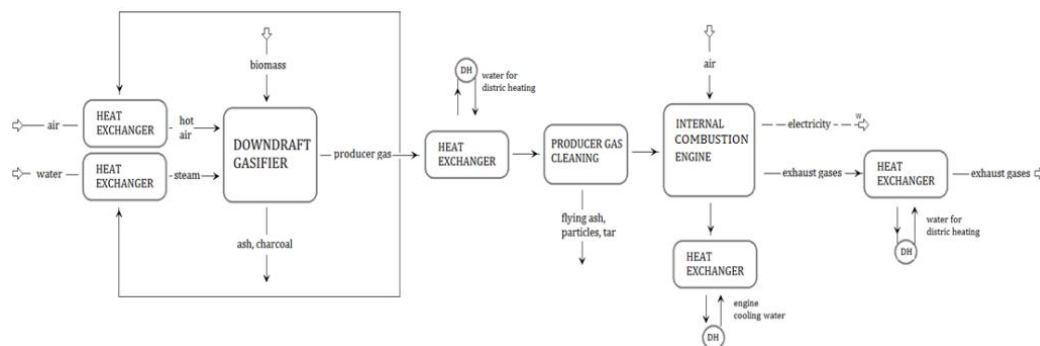 biomass
air
HEAT
EXCHANGER
hot
air
water
HEAT
EXCHANGER
steam
DOWNDRAFT
GASIFIER
ash, charcoal
producer gas
DH
water for
distric heating
HEAT
EXCHANGER
PRODUCER GAS
CLEANING
flying ash,
particles, tar
air
INTERNAL
COMBUSTION
ENGINE
electricity
W
exhaust gases
HEAT
EXCHANGER
exhaust gases
water for
distric heating
DH
HEAT
EXCHANGER
engine
cooling water
DH